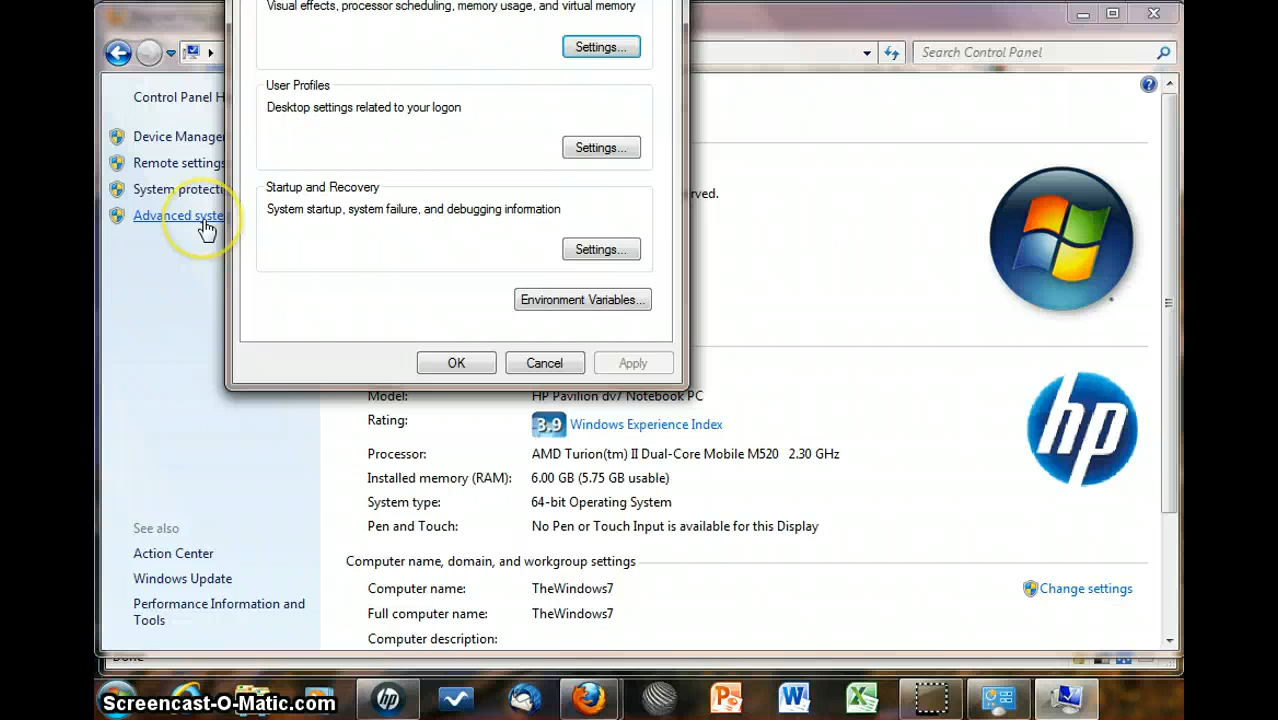 Visual effects, processor scheduling, memory usage, and virtual memory
Settings...
Search Control Panel
User Profiles
Desktop settings related to your logon
Settings...
Startup and Recovery
System startup, system failure, and debugging information
Settings...
Environment Variables...
OK
Cancel
Apply
Control Panel H
Device Manage
Remote settings
System protecti
Advanced syste
rved.
Model: HP Pavilion dv7 Notebook PC
Rating: 3.9 Windows Experience Index
Processor: AMD Turion(tm) II Dual-Core Mobile M520 2.30 GHz
Installed memory (RAM): 6.00 GB (5.75 GB usable)
System type: 64-bit Operating System
Pen and Touch: No Pen or Touch Input is available for this Display
hp
See also
Action Center
Windows Update
Performance Information and
Tools
Computer name, domain, and workgroup settings
Computer name: TheWindows7
Change settings
Full computer name: TheWindows7
Computer description:
Done
hp
Screencast-O-Matic.com